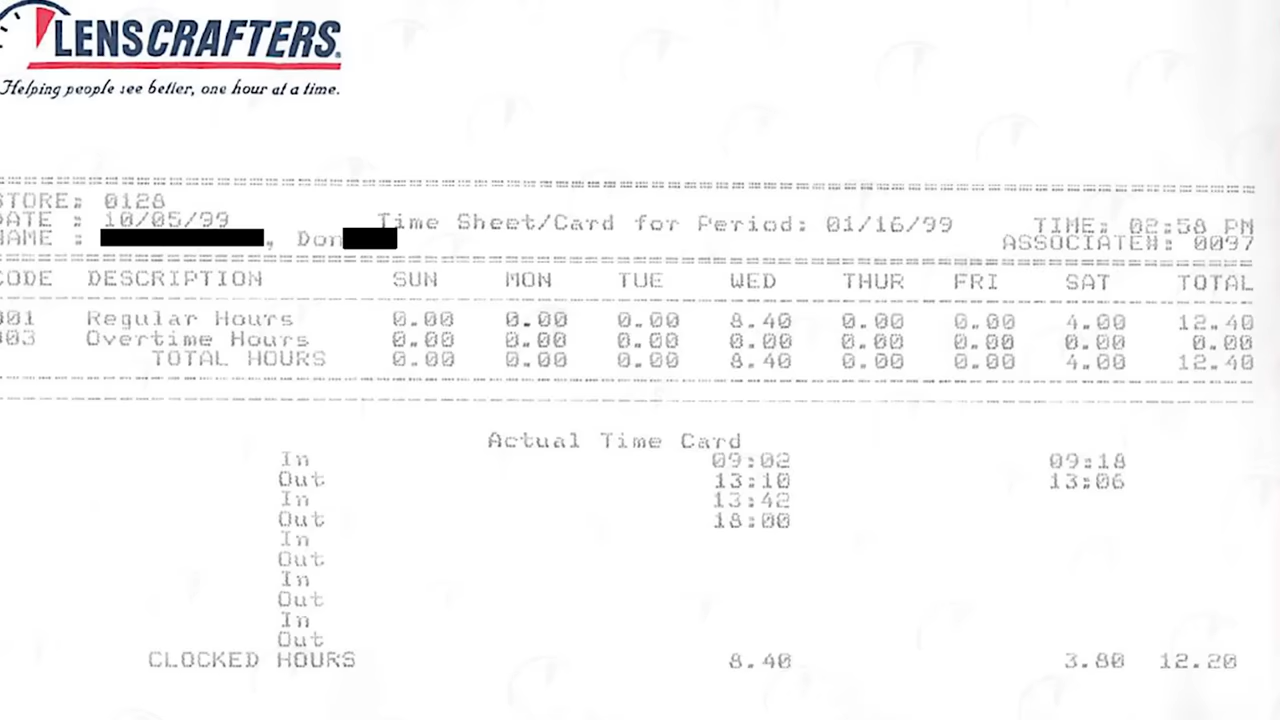 LENSCRAFTERS.
Helping people see better, one hour at a time.
STORE: 0128
DATE : 10/05/99 Time Sheet/Card for Period: 01/16/99 TIME: 02:58 PM
NAME : , Don ASSOCIATE#: 0097
CODE DESCRIPTION SUN MON TUE WED THUR FRI SAT TOTAL
001 Regular Hours 0.00 0.00 0.00 8.40 0.00 0.00 4.00 12.40
003 Overtime Hours 0.00 0.00 0.00 0.00 0.00 0.00 0.00 0.00
TOTAL HOURS 0.00 0.00 0.00 8.40 0.00 0.00 4.00 12.40
Actual Time Card
In 09:02 09:18
Out 13:10 13:06
In 13:42
Out 18:00
In
Out
In
Out
In
Out
CLOCKED HOURS 8.40 3.80 12.20